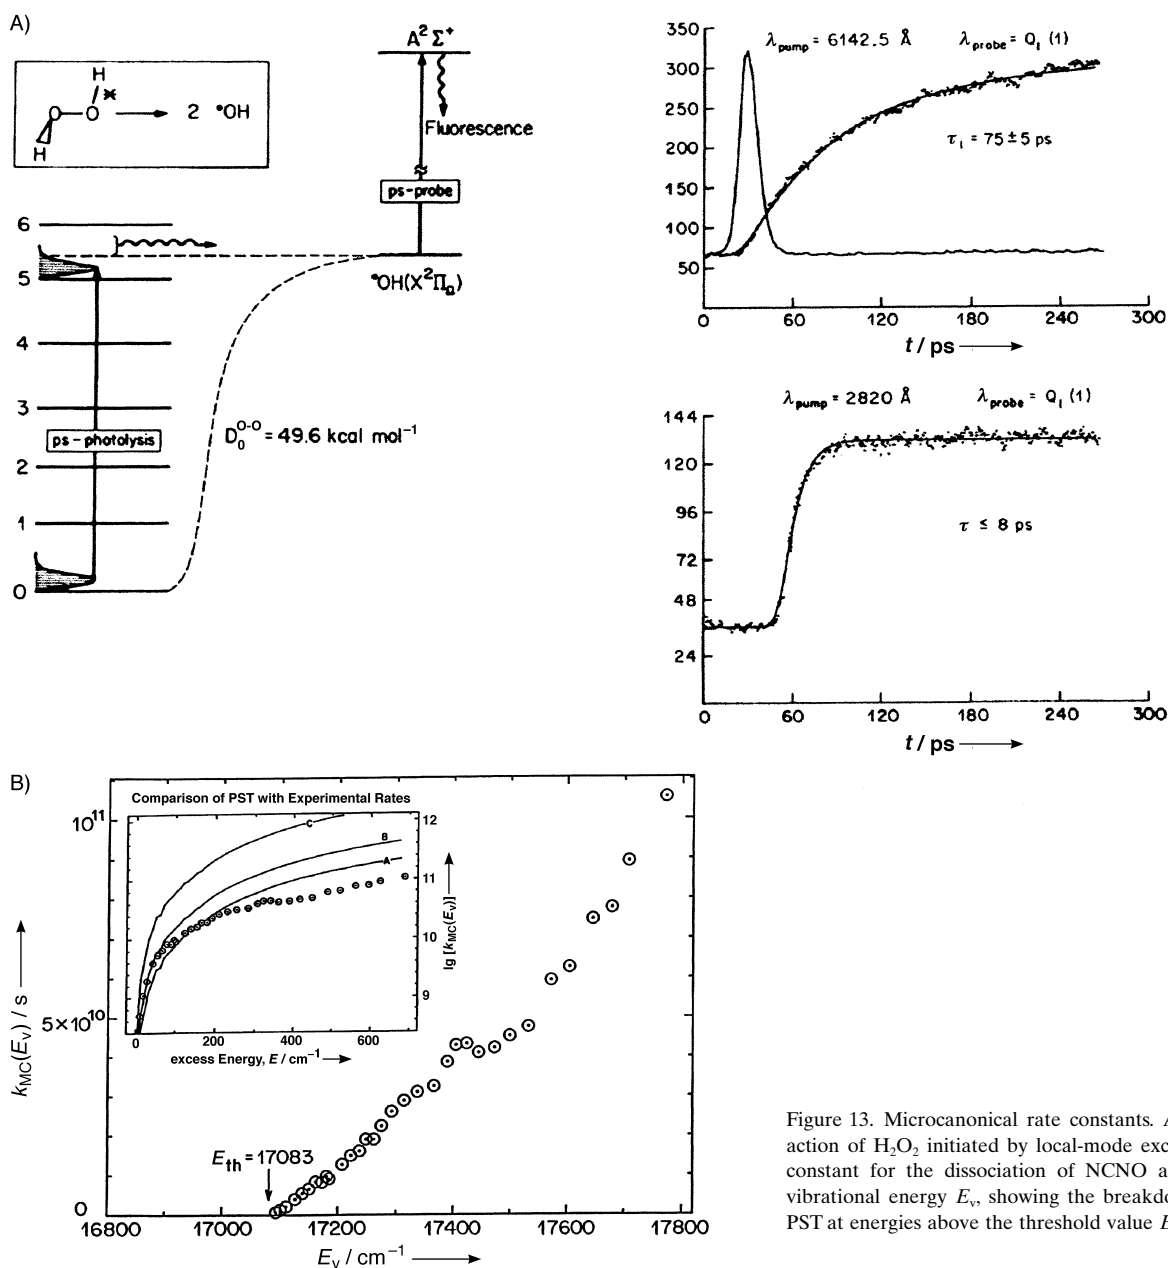 A)
H
O
O
*
H
2 •OH
A² Σ⁺
Fluorescence
≈
ps-probe
•OH(X²Π_Ω)
6
5
4
3
2
1
0
ps-photolysis
D₀^O-O = 49.6 kcal mol⁻¹
λ_pump = 6142.5 Å λ_probe = Q₁ (1)
350
300
250
200
150
100
50
τ₁ = 75±5 ps
0 60 120 180 240 300
t / ps
λ_pump = 2820 Å λ_probe = Q₁ (1)
144
120
96
72
48
24
τ ≤ 8 ps
0 60 120 180 240 300
t / ps
B)
Comparison of PST with Experimental Rates
C
B
A
12
11
10
9
lg [k_MC(E_v)]
0 200 400 600
excess Energy, E / cm⁻¹
10¹¹
5×10¹⁰
0
k_MC(E_v) / s
E_th = 17083
16800 17000 17200 17400 17600 17800
E_v / cm⁻¹
Figure 13. Microcanonical rate constants.
action of H₂O₂ initiated by local-mode exc
constant for the dissociation of NCNO a
vibrational energy E_v, showing the breakdo
PST at energies above the threshold value E